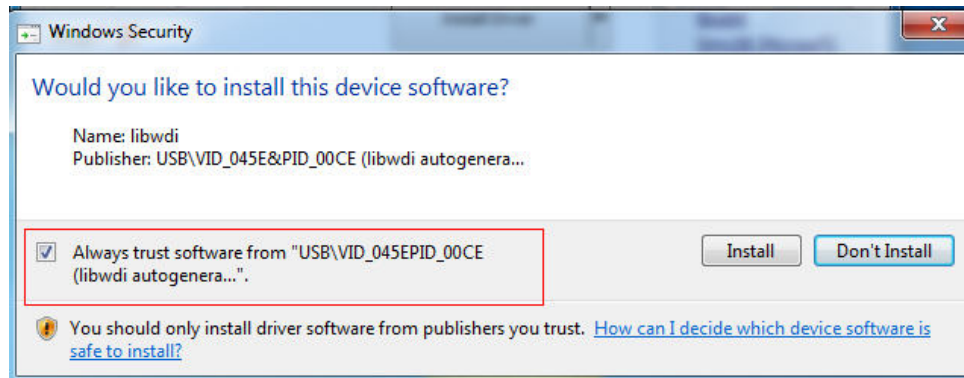 Windows Security
Would you like to install this device software?
Name: libwdi
Publisher: USB\VID_045E&PID_00CE (libwdi autogenera...
Always trust software from "USB\VID_045EPID_00CE
(libwdi autogenera...".
Install
Don't Install
You should only install driver software from publishers you trust. How can I decide which device software is
safe to install?